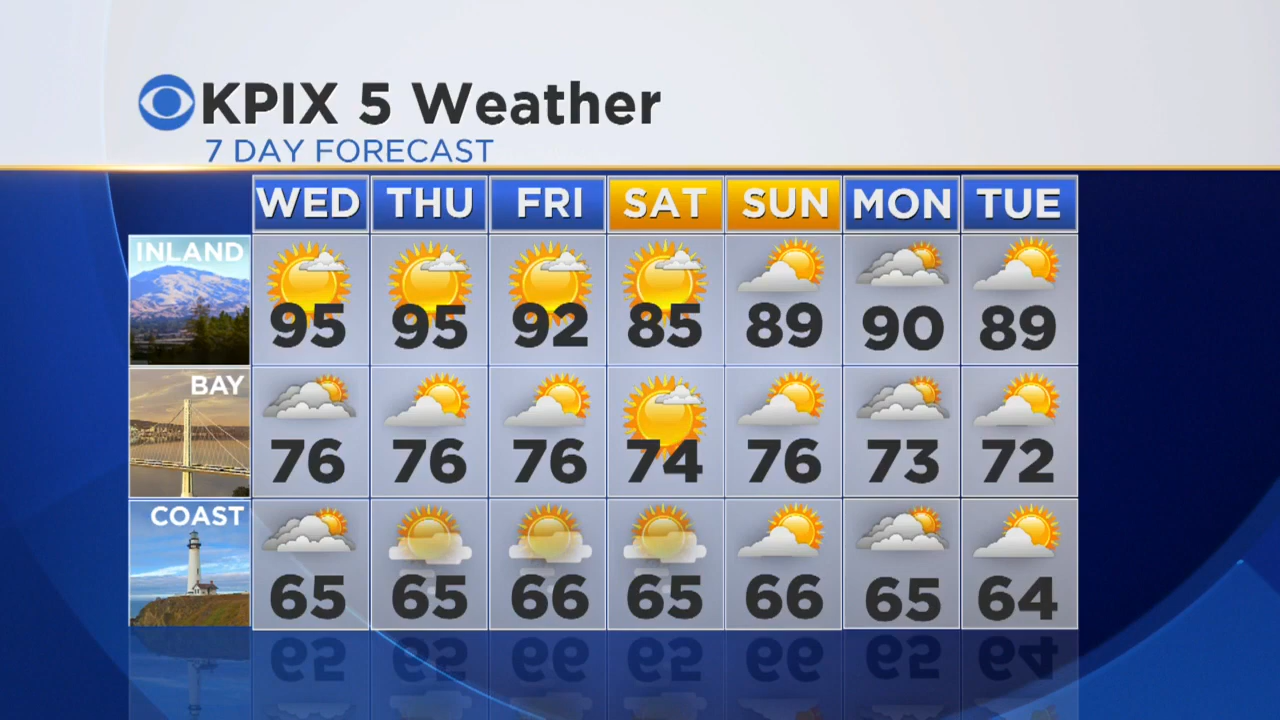 KPIX 5 Weather
7 DAY FORECAST
WED THU FRI SAT SUN MON TUE
INLAND
95 95 92 85 89 90 89
BAY
76 76 76 74 76 73 72
COAST
65 65 66 65 66 65 64